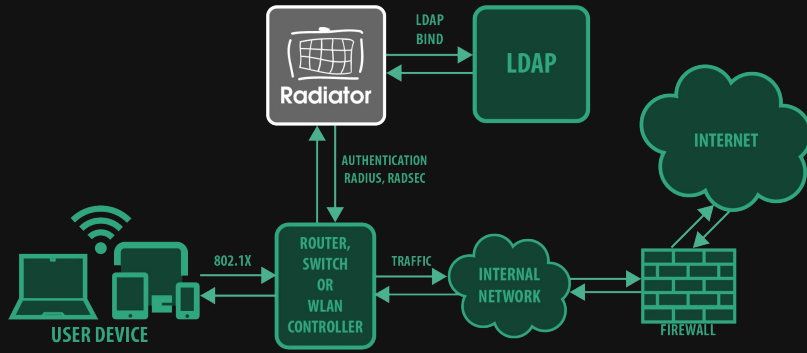 LDAP
BIND
LDAP
Radiator
INTERNET
AUTHENTICATION
RADIUS, RADSEC
802.1X
ROUTER,
SWITCH
OR
WLAN
CONTROLLER
TRAFFIC
INTERNAL
NETWORK
USER DEVICE
FIREWALL